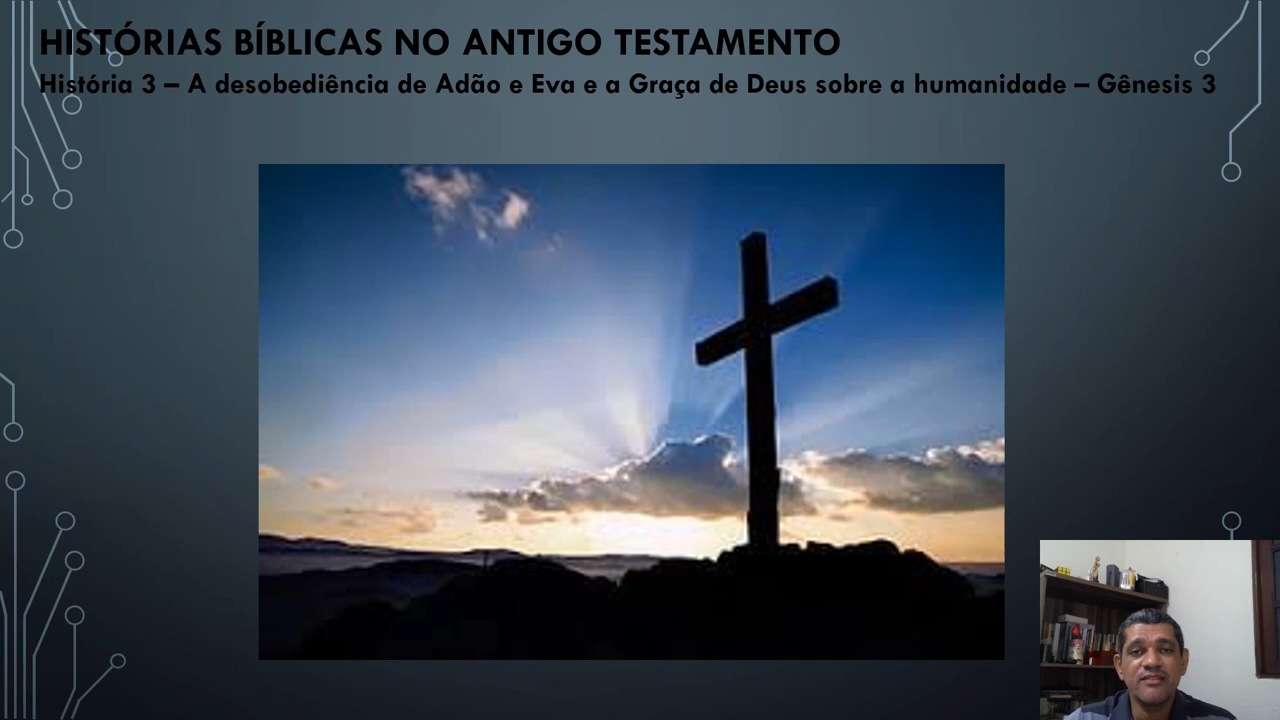 HISTÓRIAS BÍBLICAS NO ANTIGO TESTAMENTO
História 3 – A desobediência de Adão e Eva e a Graça de Deus sobre a humanidade – Gênesis 3